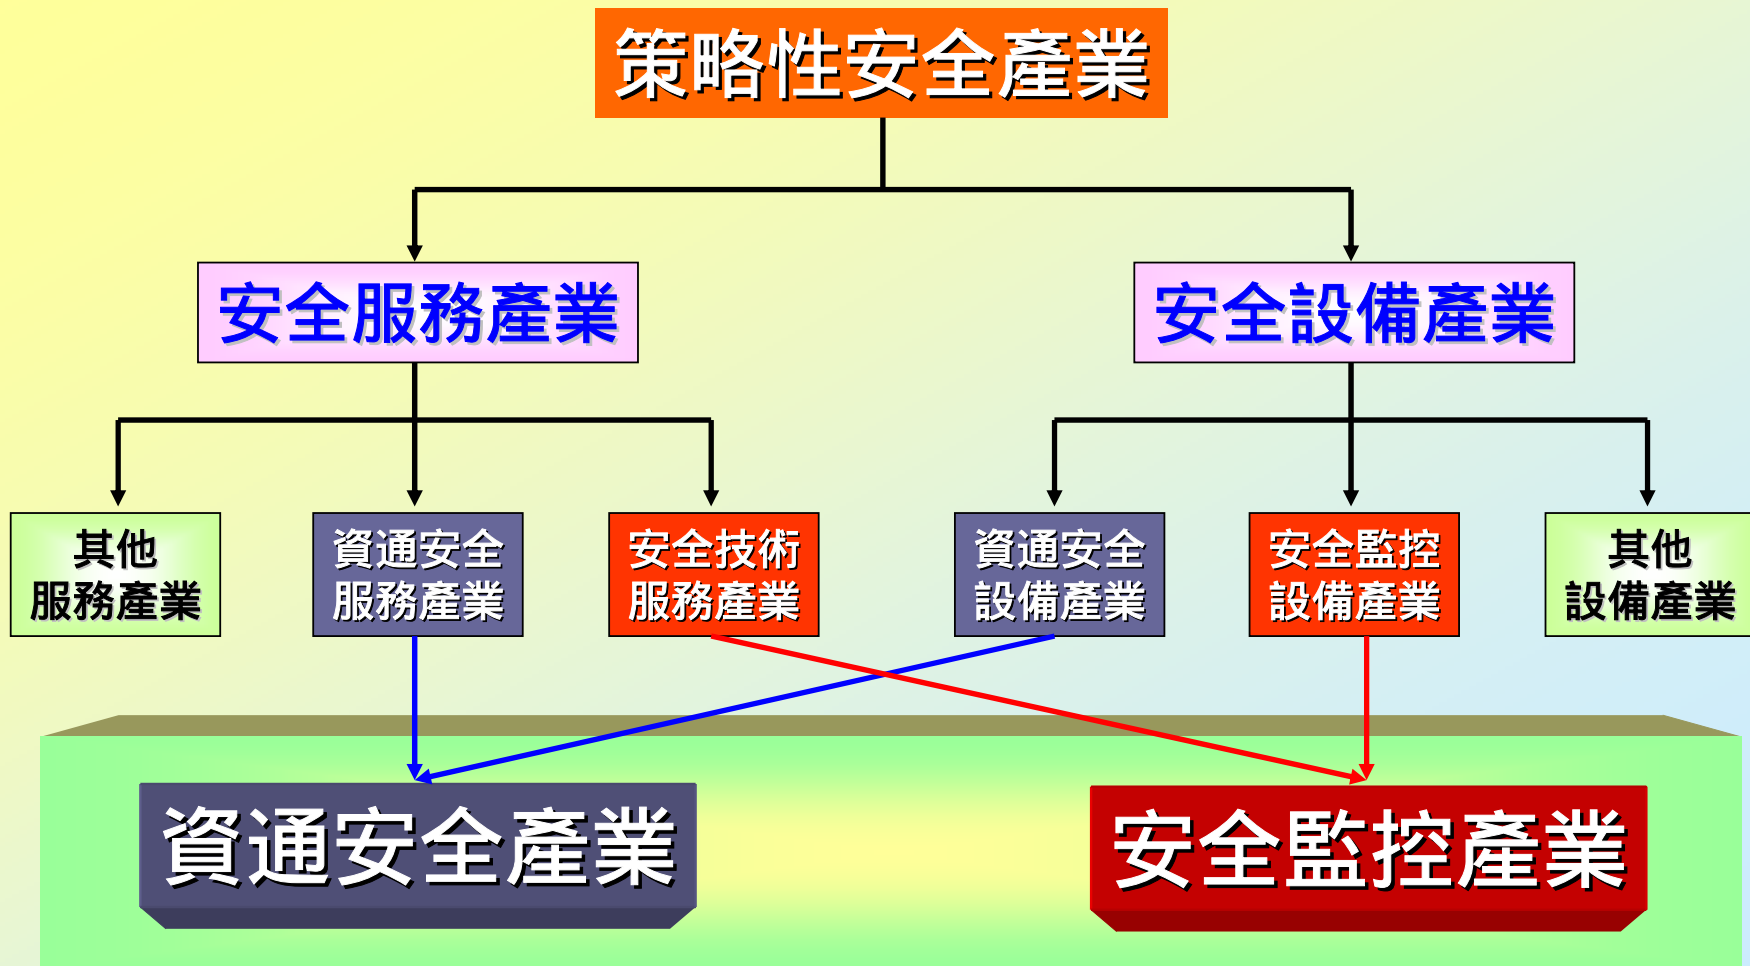 策略性安全產業
安全服務產業
安全設備產業
其他
服務產業
資通安全
服務產業
安全技術
服務產業
資通安全
設備產業
安全監控
設備產業
其他
設備產業
資通安全產業
安全監控產業